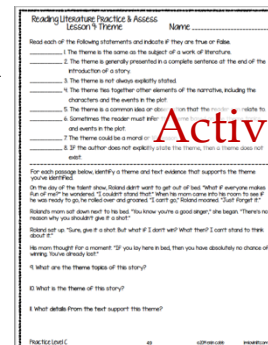 Reading Literature Practice & Assess
Lesson 9 Theme Name
Read each of the following statements and indicate if they are true or false.
1. The theme is the same as the subject of a work of literature.
2. The theme is generally presented in a complete sentence at the end of the
introduction of a story.
3. The theme is not always explicitly stated.
4. The theme ties together other elements of the narrative, including the
characters and events in the plot.
5. The theme is a common idea or that the relate to
6. Sometimes the reader must infer
and events in the plot.
7. The theme could be a moral or
8. IF the author does not explicitly state the theme, then a theme does not
exist.
Activ
For each passage below, identify a theme and text evidence that supports the theme
you've identified.
On the day of the talent show, Roland didn't want to get out of bed. "What if everyone makes
fun of me?" he wondered. "I couldn't stand that." When his mom came into his room to see if
he was ready to go, he rolled over and groaned. "I can't go," Roland moaned. "Just forget it."
Roland's mom sat down next to his bed. "You know you're a good singer," she began. "There's no
reason why you shouldn't give it a shot."
Roland sat up. "Sure, give it a shot. But what if I don't win? What then? I can't stand to think
about it."
His mom thought for a moment. "If you lay here in bed, then you have absolutely no chance of
winning. You've already lost."
9. What are the theme topics of this story?
10. What is the theme of this story?
11. What details from the text support this theme?
Practice Level C